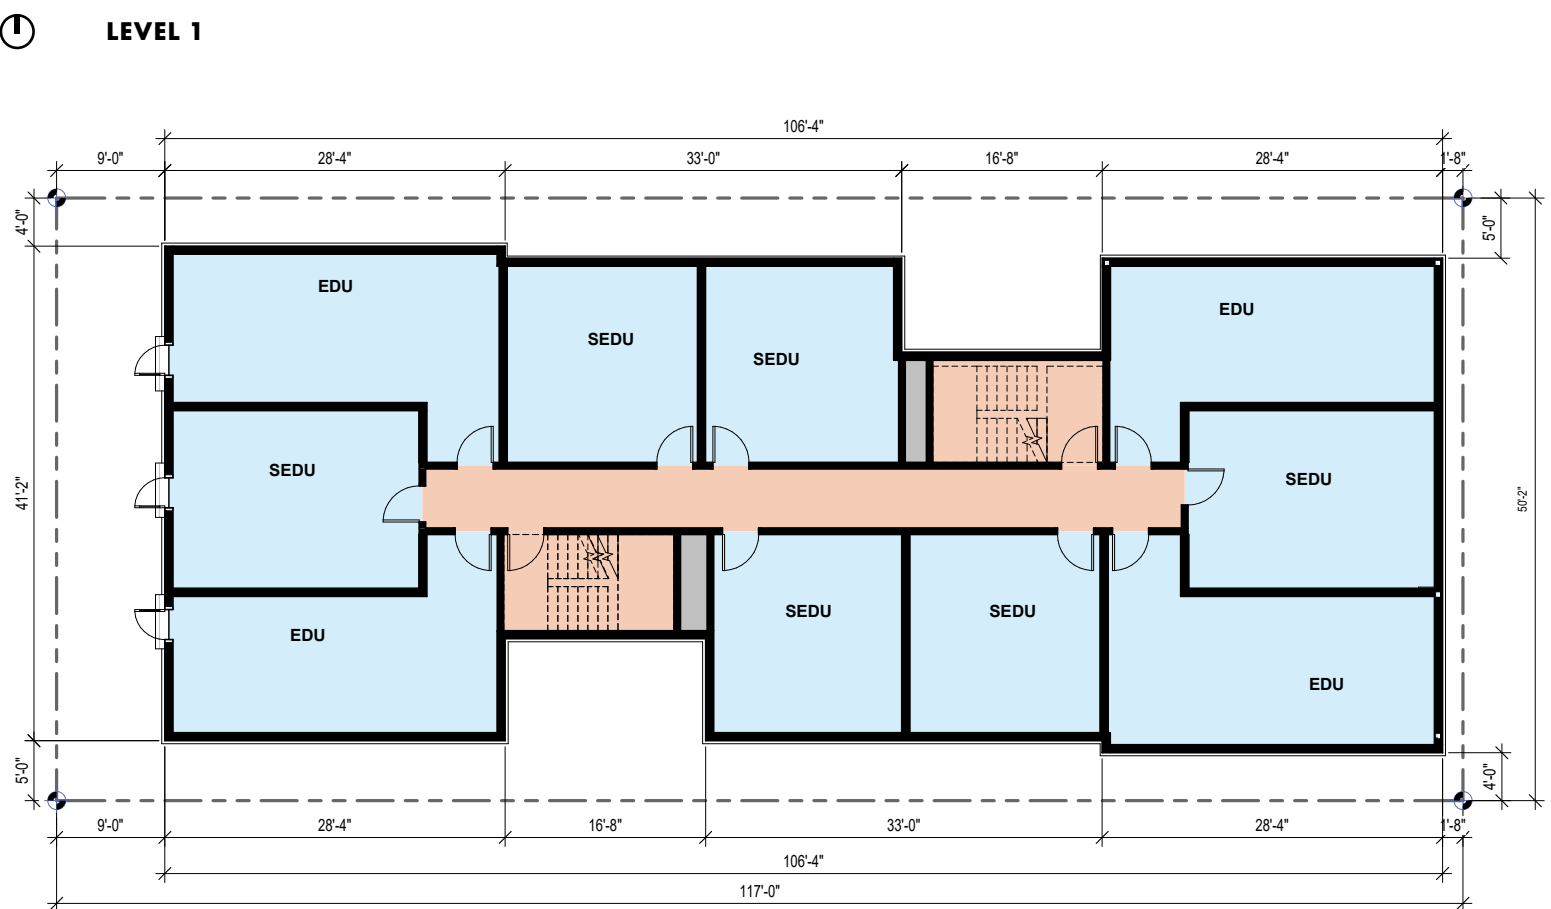 LEVEL 1
106'-4"
9'-0" 28'-4" 33'-0" 16'-8" 28'-4" 1'-8"
4'-0" 5'-0"
EDU EDU
SEDU SEDU
SEDU SEDU
41'-2" 50'-2"
SEDU SEDU
EDU EDU
5'-0" 4'-0"
9'-0" 28'-4" 16'-8" 33'-0" 28'-4" 1'-8"
106'-4"
117'-0"